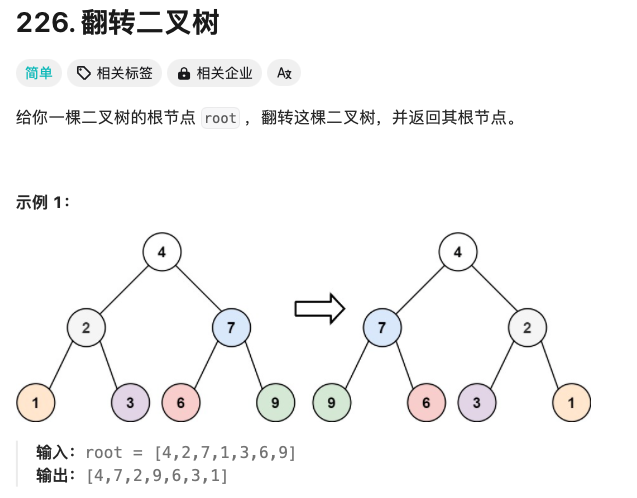 226. 翻转二叉树
简单 相关标签 相关企业 Aあ
给你一棵二叉树的根节点 root ，翻转这棵二叉树，并返回其根节点。
示例 1：
4 4
2 7 7 2
1 3 6 9 9 6 3 1
输入：root = [4,2,7,1,3,6,9]
输出：[4,7,2,9,6,3,1]